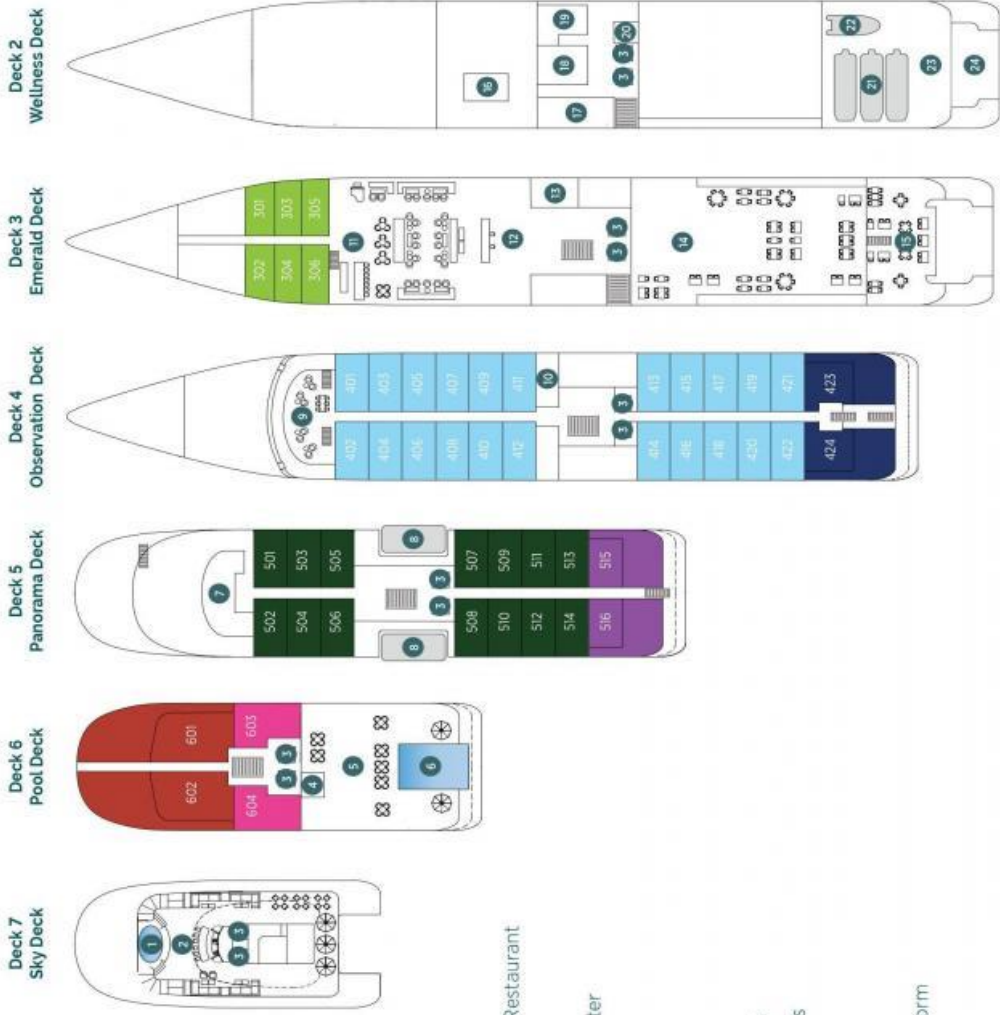 Deck 7
Sky Deck
1
2
3 3
Deck 6
Pool Deck
602 601
604 603
3 3
4
5
6
Deck 5
Panorama Deck
7
502 501
504 503
506 505
8 8
3 3
508 507
510 509
512 511
514 513
516 515
Deck 4
Observation Deck
9
402 401
404 403
406 405
408 407
410 409
412 411
10
3 3
414 413
416 415
418 417
420 419
422 421
424 423
Deck 3
Emerald Deck
302 301
304 303
306 305
11
12
13
3 3
14
15
Deck 2
Wellness Deck
16
17 18 19
3 3 20
21 22
23
24
Restaurant
ter
s
orm